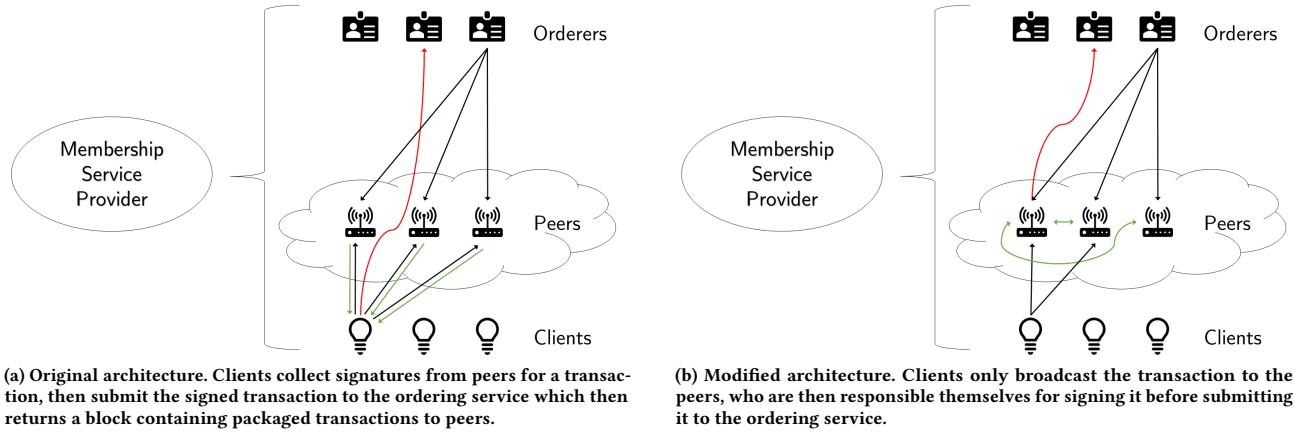 Orderers
Membership
Service
Provider
Peers
Clients
(a) Original architecture. Clients collect signatures from peers for a transac-
tion, then submit the signed transaction to the ordering service which then
returns a block containing packaged transactions to peers.
Orderers
Membership
Service
Provider
Peers
Clients
(b) Modified architecture. Clients only broadcast the transaction to the
peers, who are then responsible themselves for signing it before submitting
it to the ordering service.